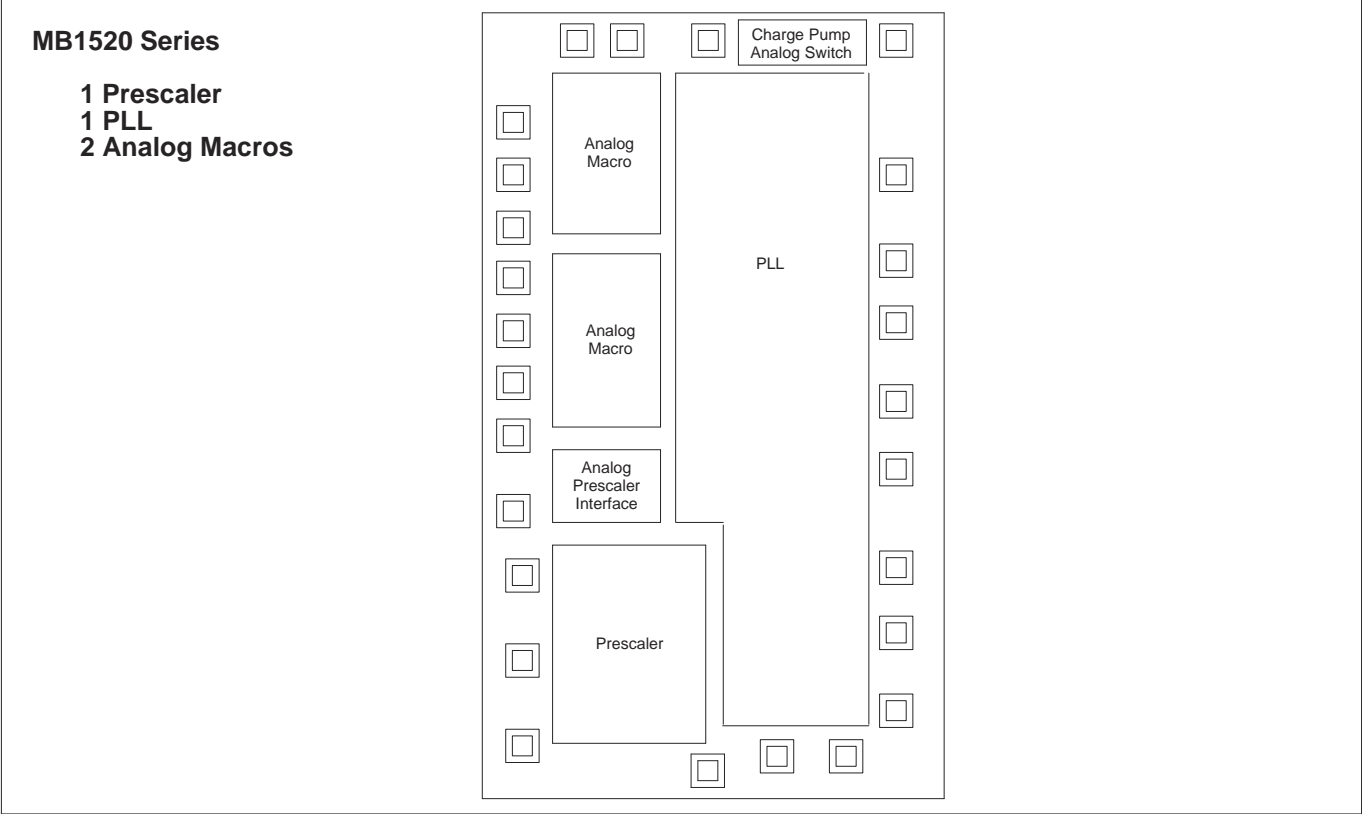 MB1520 Series
1 Prescaler
1 PLL
2 Analog Macros
Charge Pump
Analog Switch
Analog
Macro
PLL
Analog
Macro
Analog
Prescaler
Interface
Prescaler